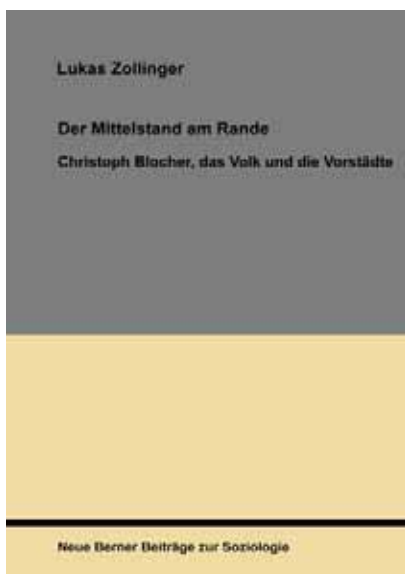 Lukas Zollinger
Der Mittelstand am Rande
Christoph Blocher, das Volk und die Vorstädte
Neue Berner Beiträge zur Soziologie